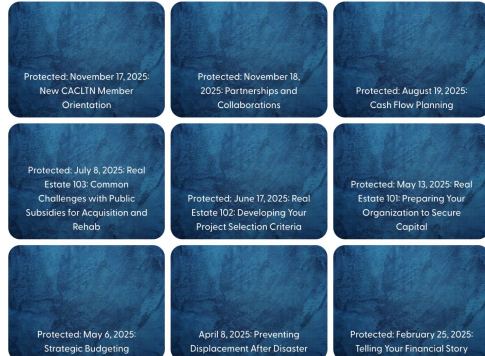 Protected: November 17, 2025:
New CACLTN Member
Orientation
Protected: November 18,
2025: Partnerships and
Collaborations
Protected: August 19, 2025:
Cash Flow Planning
Protected: July 8, 2025: Real
Estate 103: Common
Challenges with Public
Subsidies for Acquisition and
Rehab
Protected: June 17, 2025: Real
Estate 102: Developing Your
Project Selection Criteria
Protected: May 13, 2025: Real
Estate 101: Preparing Your
Organization to Secure
Capital
Protected: May 6, 2025:
Strategic Budgeting
April 8, 2025: Preventing
Displacement After Disaster
Protected: February 25, 2025:
Telling Your Financial Story